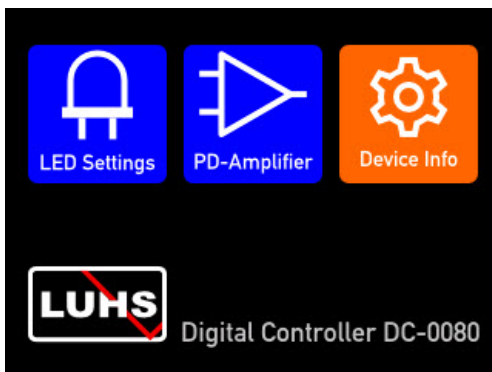 LED Settings
PD-Amplifier
Device Info
LUHS
Digital Controller DC-0080